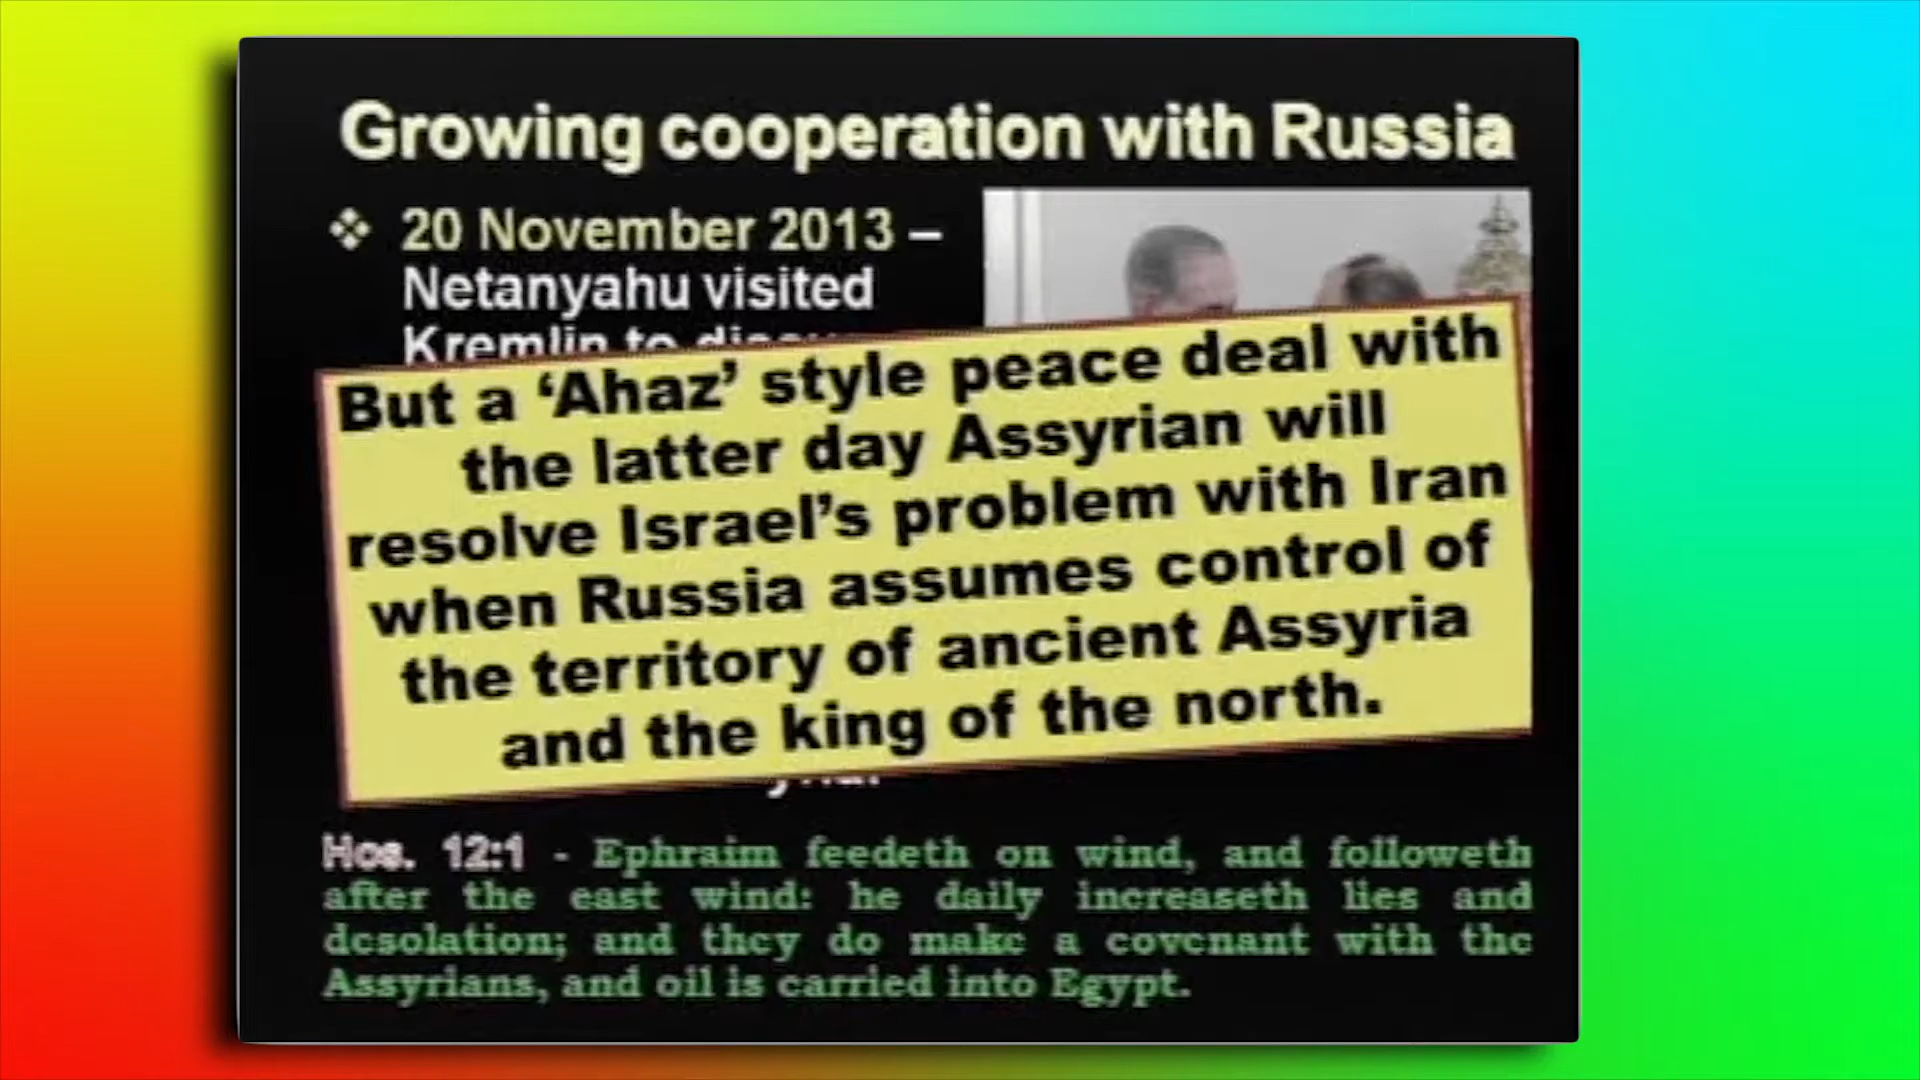 Growing cooperation with Russia
❖ 20 November 2013 –
Netanyahu visited
Kremlin to
But a ‘Ahaz’ style peace deal with
the latter day Assyrian will
resolve Israel’s problem with Iran
when Russia assumes control of
the territory of ancient Assyria
and the king of the north.
Hos. 12:1 - Ephraim feedeth on wind, and followeth
after the east wind: he daily increaseth lies and
desolation; and they do make a covenant with the
Assyrians, and oil is carried into Egypt.